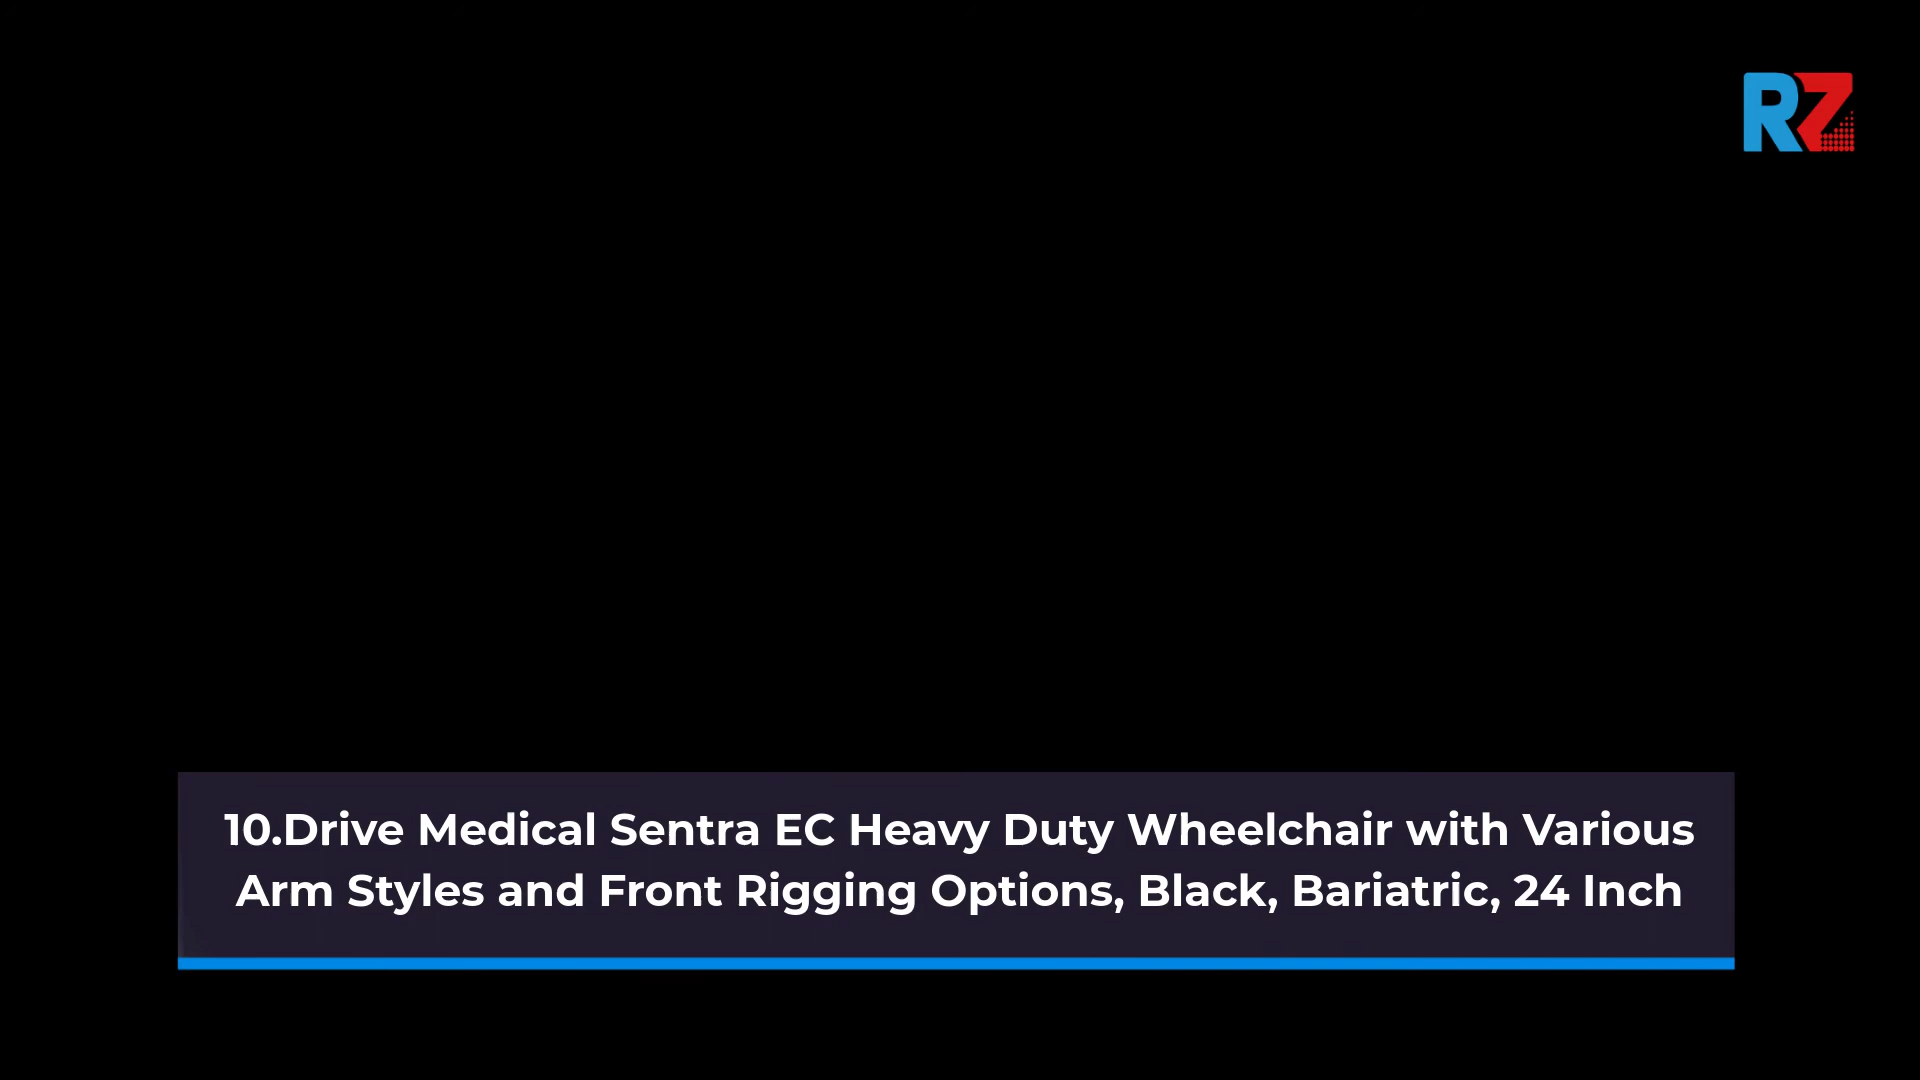 RZ
10.Drive Medical Sentra EC Heavy Duty Wheelchair with Various
Arm Styles and Front Rigging Options, Black, Bariatric, 24 Inch